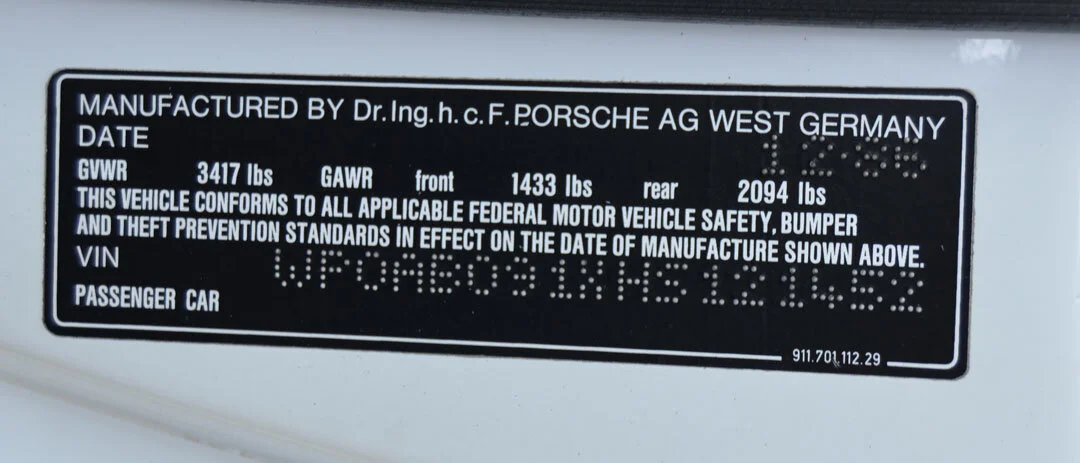 MANUFACTURED BY Dr.Ing.h.c.F.PORSCHE AG WEST GERMANY
DATE 12-86
GVWR 3417 lbs GAWR front 1433 lbs rear 2094 lbs
THIS VEHICLE CONFORMS TO ALL APPLICABLE FEDERAL MOTOR VEHICLE SAFETY, BUMPER
AND THEFT PREVENTION STANDARDS IN EFFECT ON THE DATE OF MANUFACTURE SHOWN ABOVE.
VIN WP0AB091XHS121452
PASSENGER CAR
911.701.112.29